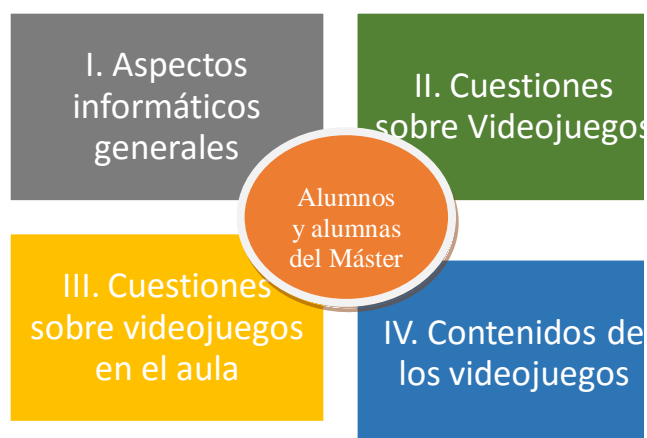 I. Aspectos
informáticos
generales
II. Cuestiones
sobre Videojuegos
Alumnos
y alumnas
del Máster
III. Cuestiones
sobre videojuegos
en el aula
IV. Contenidos de
los videojuegos